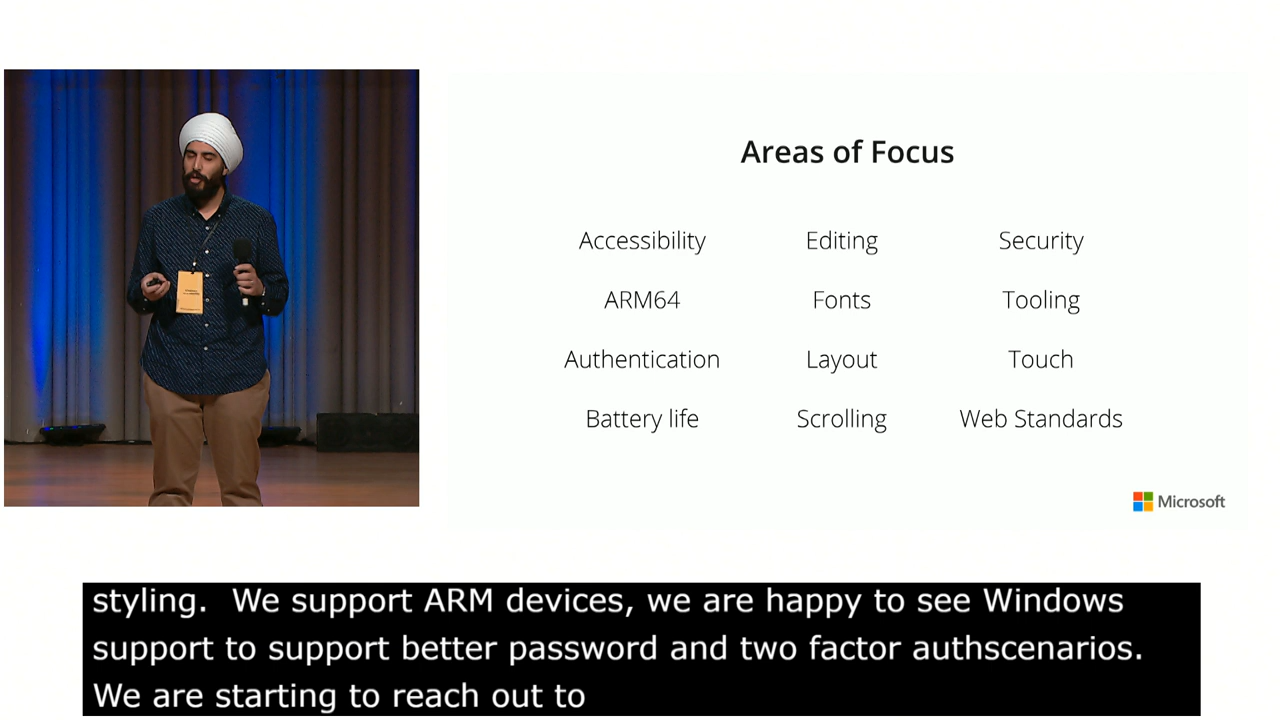 Areas of Focus
Accessibility Editing Security
ARM64 Fonts Tooling
Authentication Layout Touch
Battery life Scrolling Web Standards
Microsoft
styling. We support ARM devices, we are happy to see Windows
support to support better password and two factor authscenarios.
We are starting to reach out to